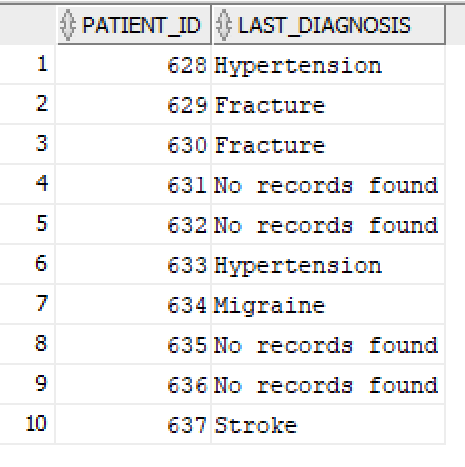 PATIENT_ID LAST_DIAGNOSIS
1 628 Hypertension
2 629 Fracture
3 630 Fracture
4 631 No records found
5 632 No records found
6 633 Hypertension
7 634 Migraine
8 635 No records found
9 636 No records found
10 637 Stroke